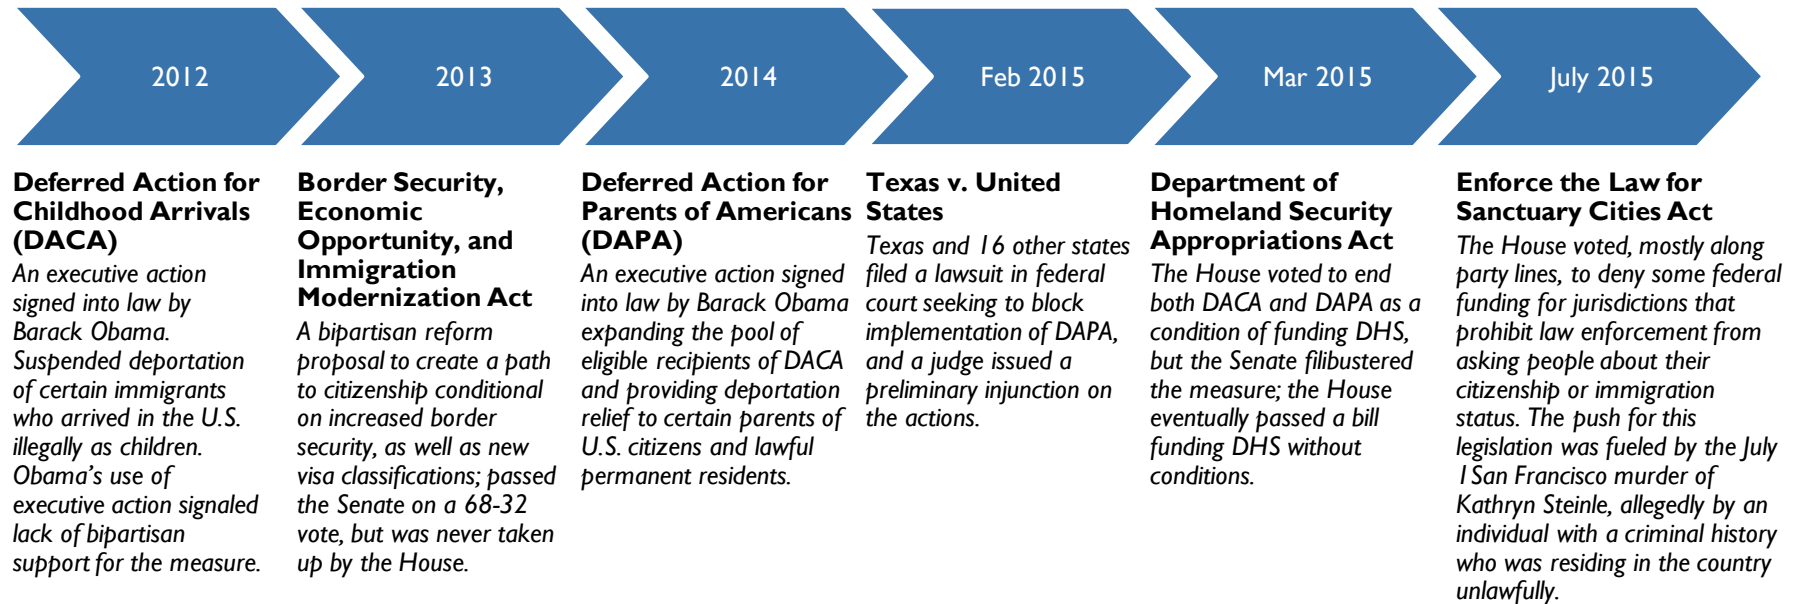 2012
2013
2014
Feb 2015
Mar 2015
July 2015
Deferred Action for
Childhood Arrivals
(DACA)
An executive action
signed into law by
Barack Obama.
Suspended deportation
of certain immigrants
who arrived in the U.S.
illegally as children.
Obama's use of
executive action signaled
lack of bipartisan
support for the measure.
Border Security,
Economic
Opportunity, and
Immigration
Modernization Act
A bipartisan reform
proposal to create a path
to citizenship conditional
on increased border
security, as well as new
visa classifications; passed
the Senate on a 68-32
vote, but was never taken
up by the House.
Deferred Action for
Parents of Americans
(DAPA)
An executive action signed
into law by Barack Obama
expanding the pool of
eligible recipients of DACA
and providing deportation
relief to certain parents of
U.S. citizens and lawful
permanent residents.
Texas v. United
States
Texas and 16 other states
filed a lawsuit in federal
court seeking to block
implementation of DAPA,
and a judge issued a
preliminary injunction on
the actions.
Department of
Homeland Security
Appropriations Act
The House voted to end
both DACA and DAPA as a
condition of funding DHS,
but the Senate filibustered
the measure; the House
eventually passed a bill
funding DHS without
conditions.
Enforce the Law for
Sanctuary Cities Act
The House voted, mostly along
party lines, to deny some federal
funding for jurisdictions that
prohibit law enforcement from
asking people about their
citizenship or immigration
status. The push for this
legislation was fueled by the July
1San Francisco murder of
Kathryn Steinle, allegedly by an
individual with a criminal history
who was residing in the country
unlawfully.